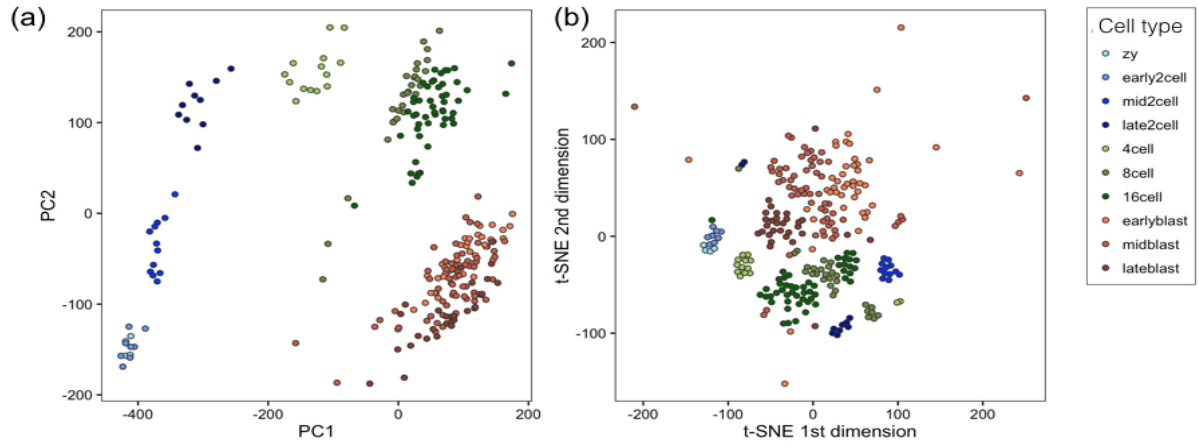 (a)
200
100
0
-100
-200
PC2
-400
-200
0
200
PC1
(b)
200
100
0
-100
t-SNE 2nd dimension
-200
-100
0
100
200
t-SNE 1st dimension
Cell type
zy
early2cell
mid2cell
late2cell
4cell
8cell
16cell
earlyblast
midblast
lateblast